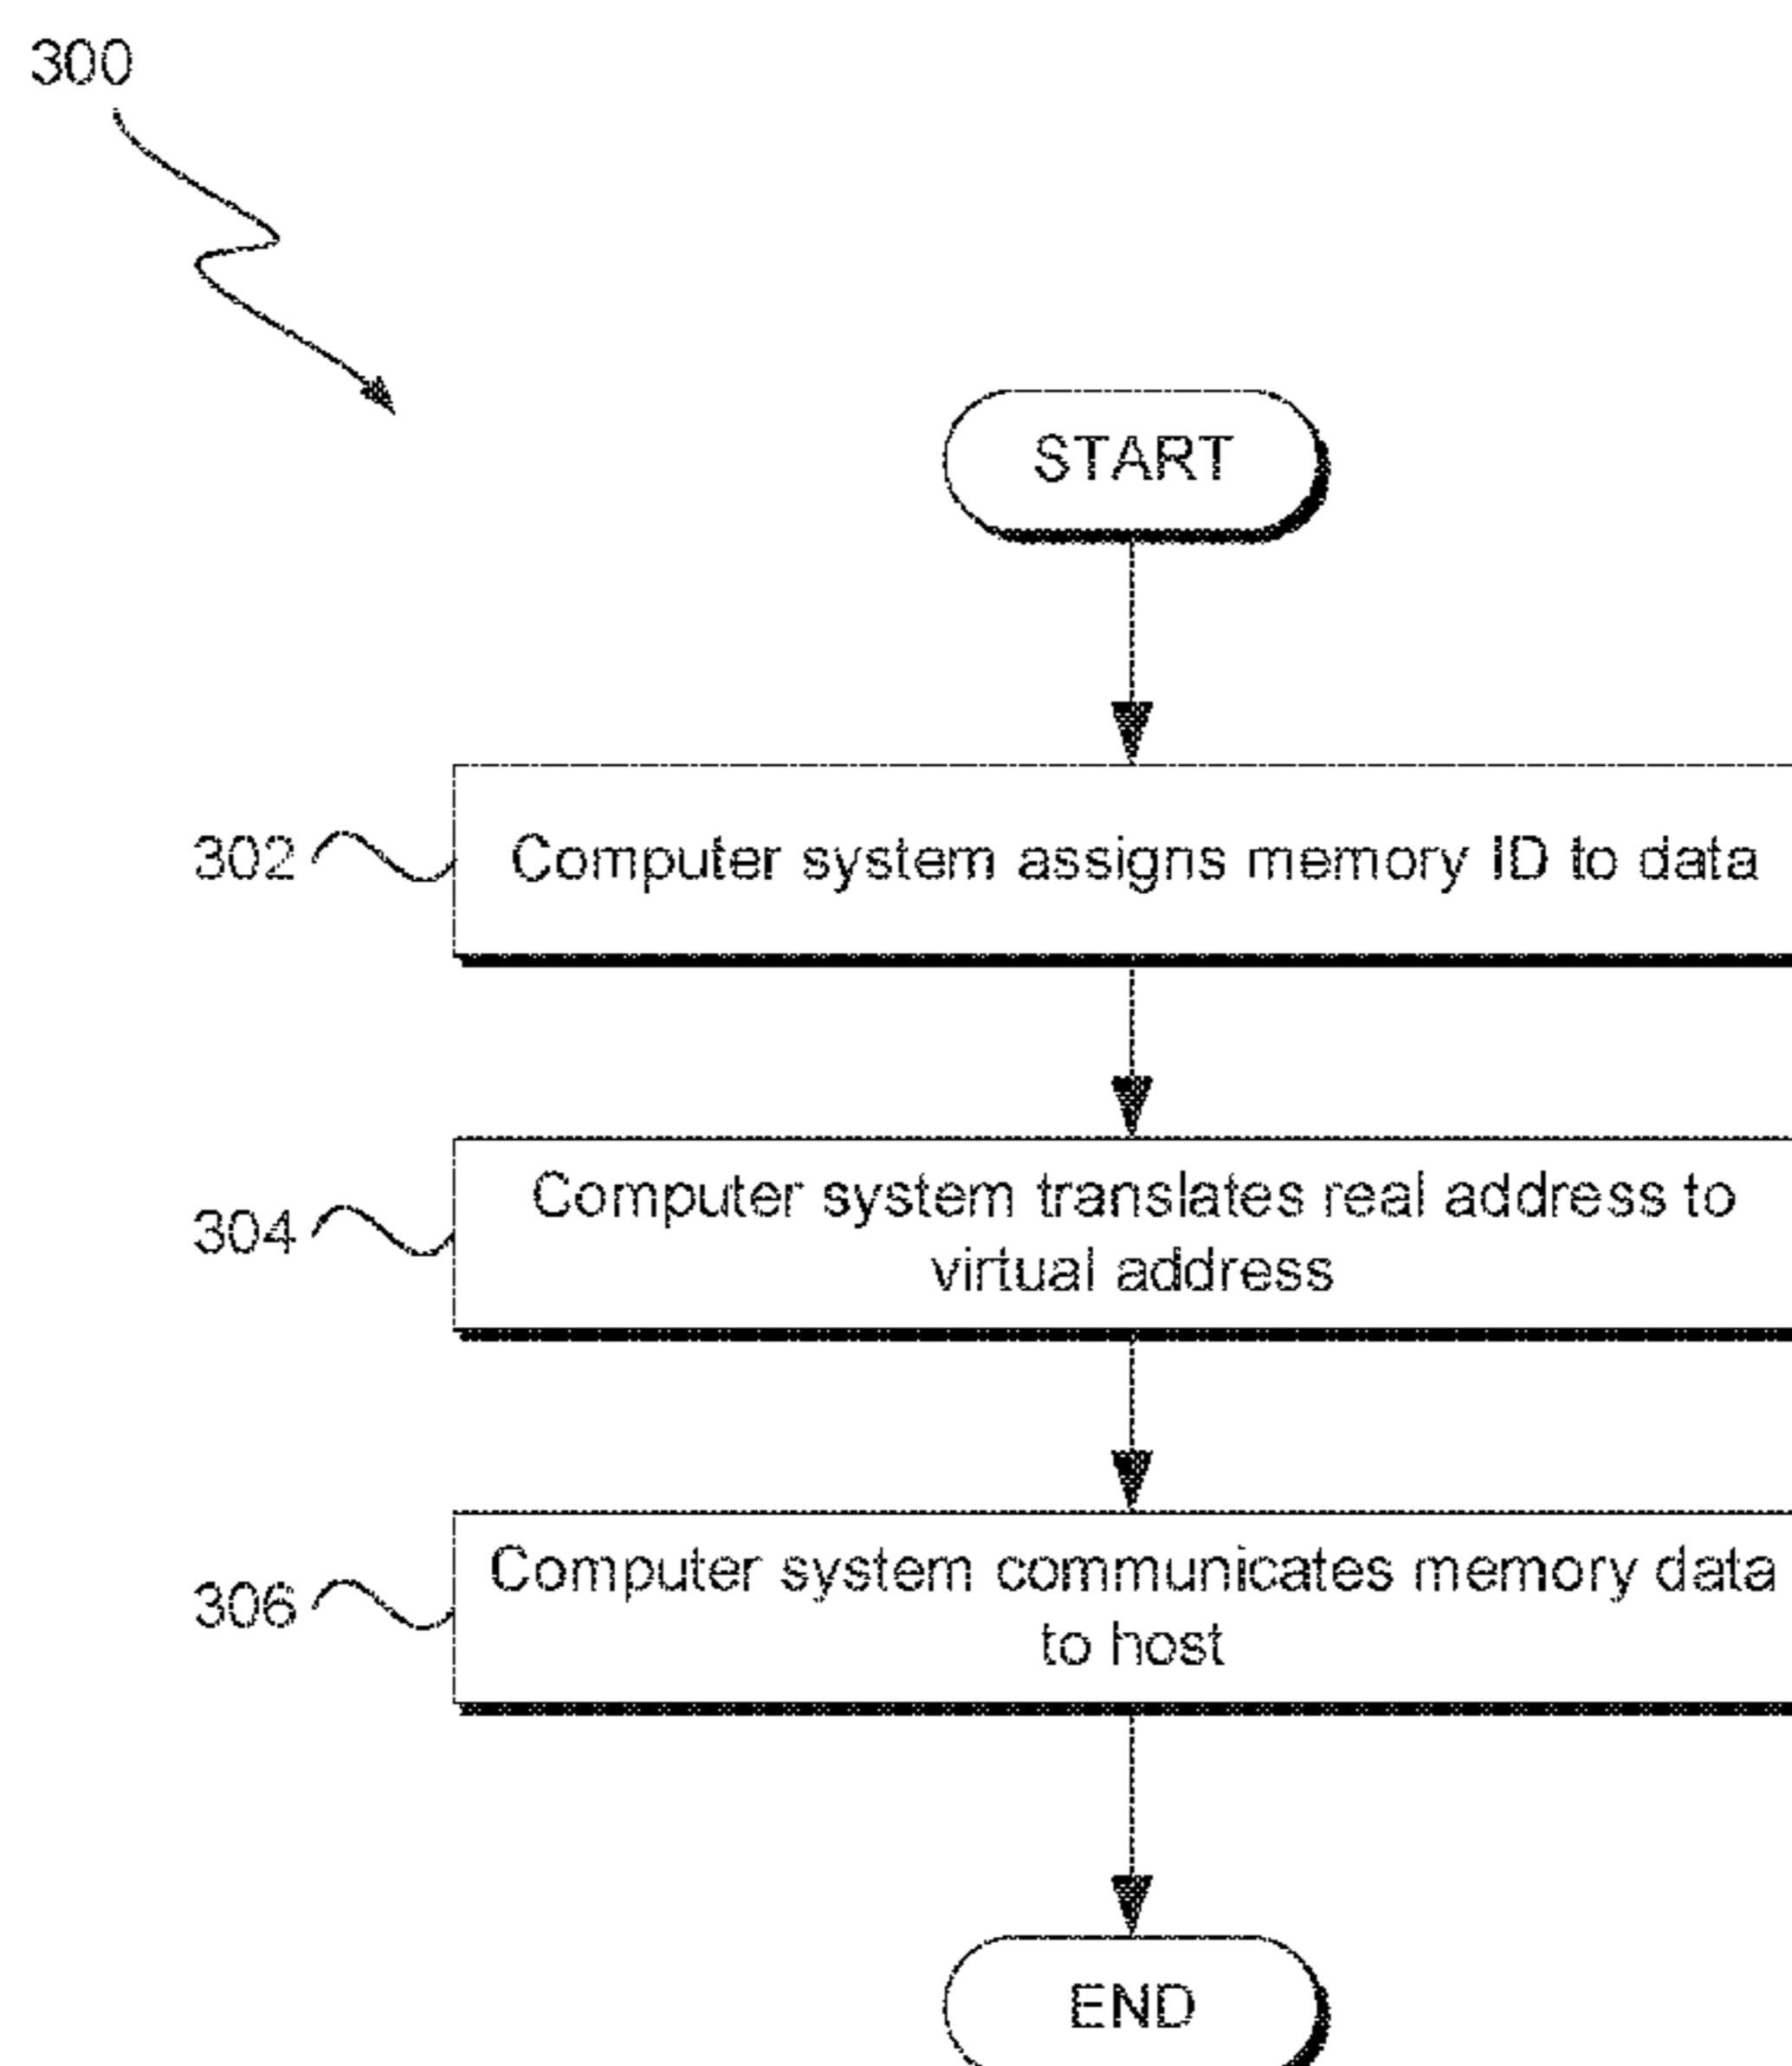 300
START
302
Computer system assigns memory ID to data
304
Computer system translates real address to
virtual address
306
Computer system communicates memory data
to host
END